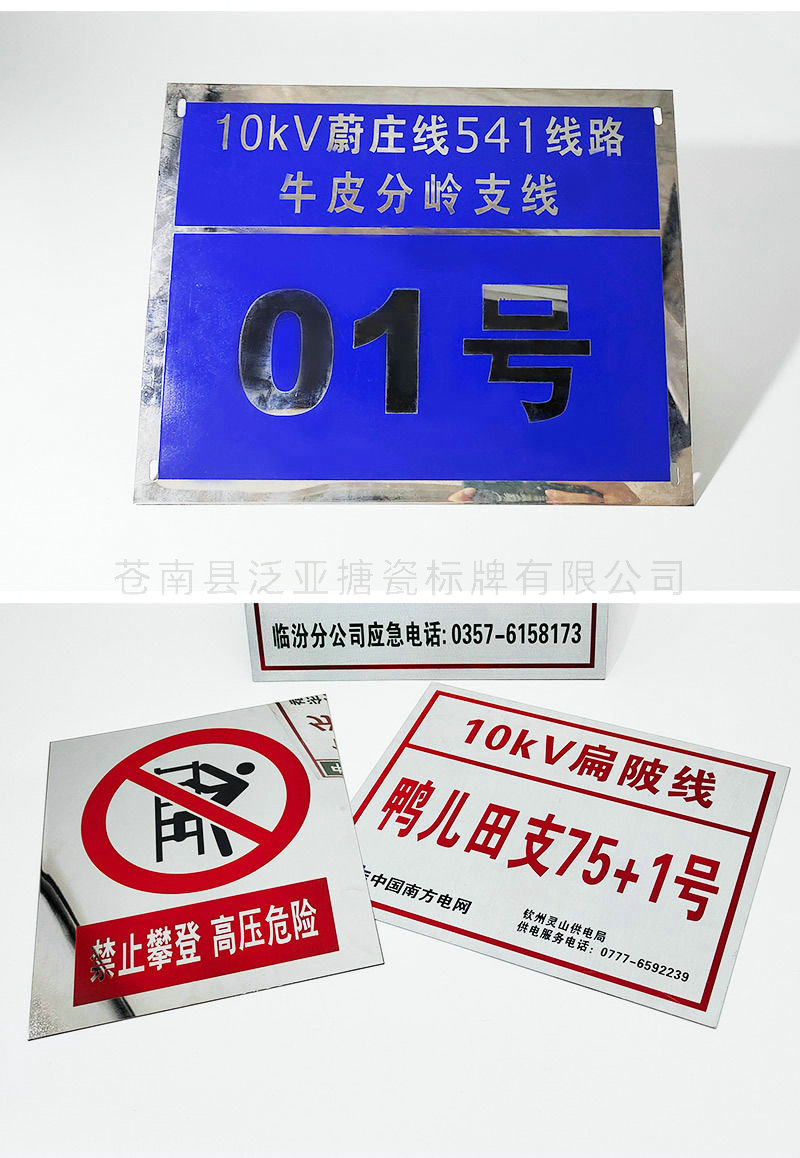 10kV蔚庄线541线路
牛皮分岭支线
01号
苍南县泛亚搪瓷标牌有限公司
临汾分公司应急电话:0357-6158173
禁止攀登 高压危险
10kV扁陂线
鸭儿田支75+1号
中国南方电网
钦州灵山供电局
供电服务电话：0777-6592239